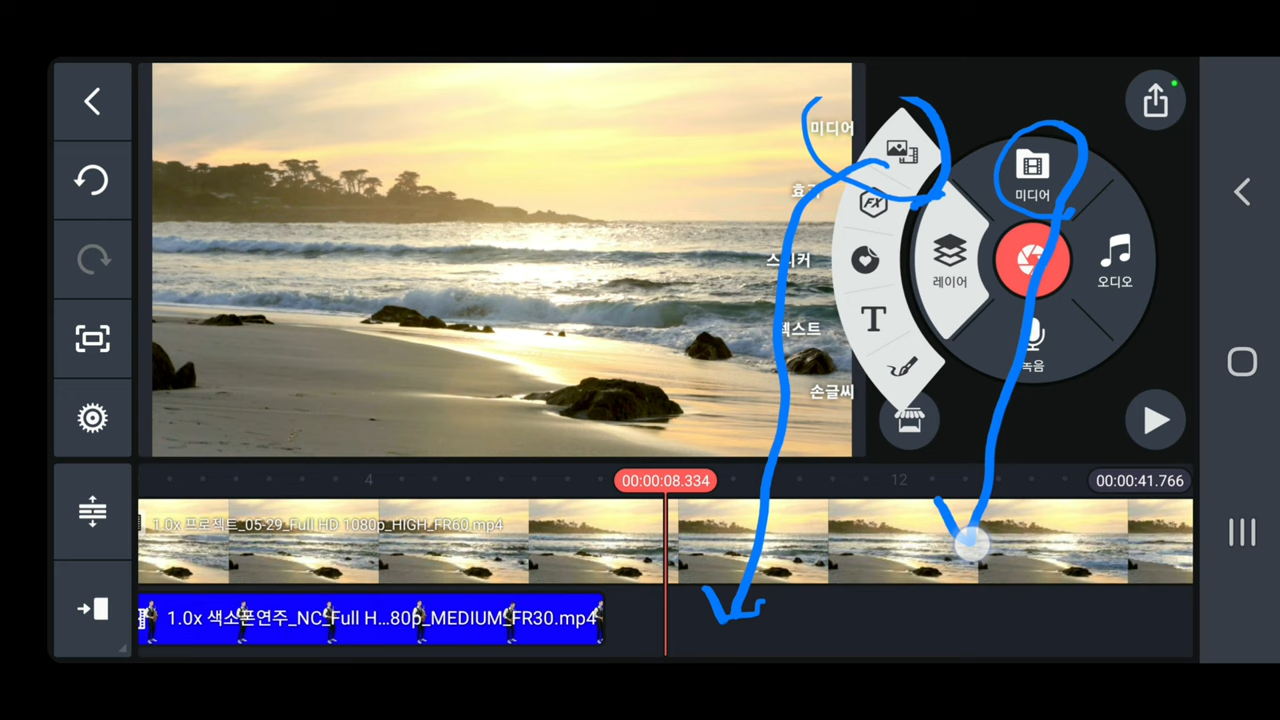 미디어
효과
스티커
텍스트
손글씨
FX
T
레이어
미디어
오디오
녹음
4
00:00:08.334
12
00:00:41.766
1.0x 프로젝트_05-29_Full HD 1080p_HIGH_FR60.mp4
1.0x 색소폰연주_NC_Full H...80p_MEDIUM_FR30.mp4